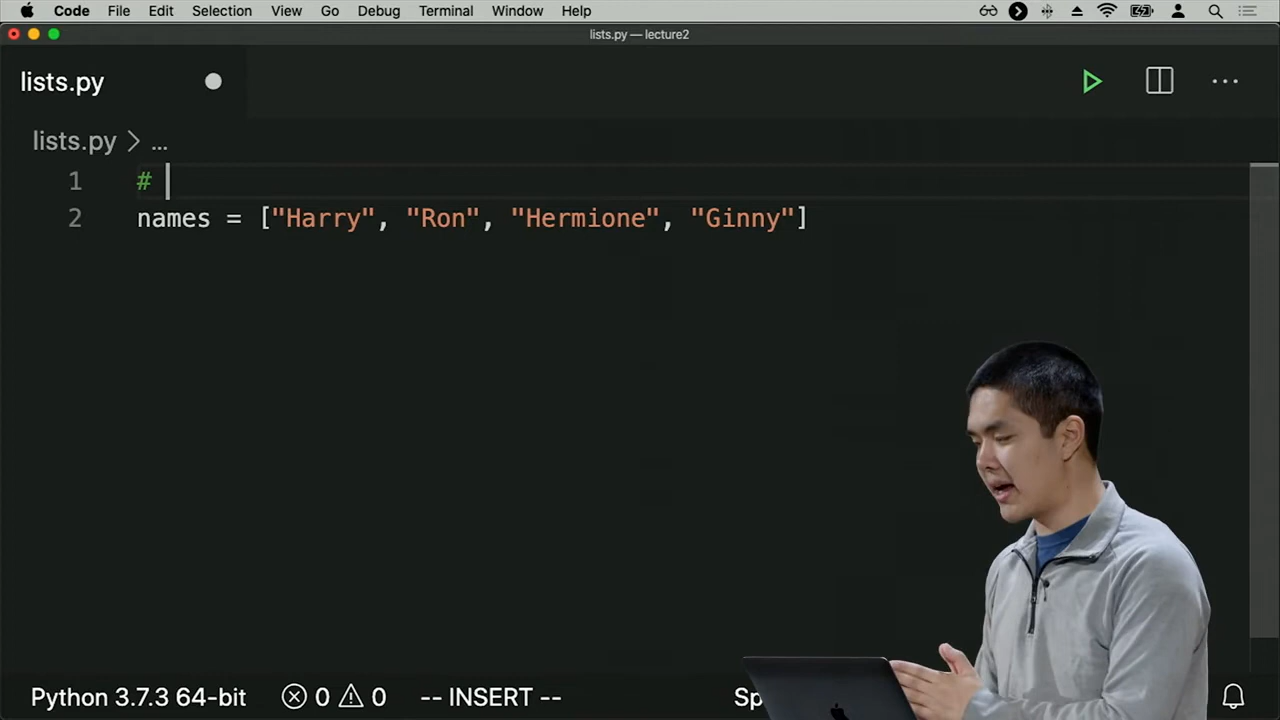 Code File Edit Selection View Go Debug Terminal Window Help
lists.py — lecture2
lists.py
lists.py > ...
1 #
2 names = ["Harry", "Ron", "Hermione", "Ginny"]
Python 3.7.3 64-bit 0 0 -- INSERT --